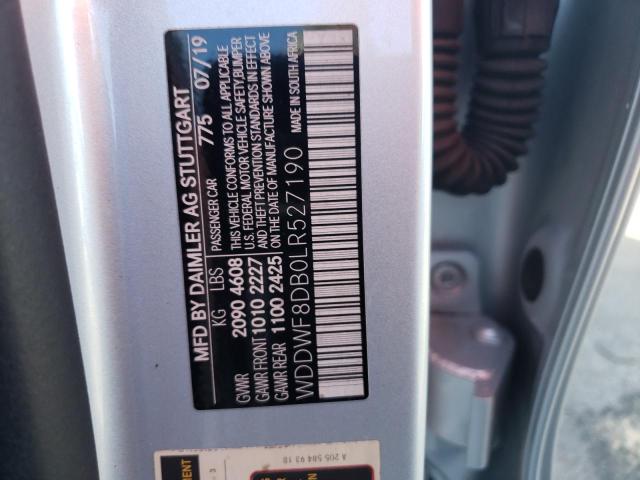 MFD BY DAIMLER AG STUTTGART
775 07/19
KG LBS
GVWR 2090 4608
GAWR FRONT 1010 2227
GAWR REAR 1100 2425
PASSENGER CAR
THIS VEHICLE CONFORMS TO ALL APPLICABLE
U.S. FEDERAL MOTOR VEHICLE SAFETY,BUMPER
AND THEFT PREVENTION STANDARDS IN EFFECT
ON THE DATE OF MANUFACTURE SHOWN ABOVE
WDDWF8DB0LR527190 MADE IN SOUTH AFRICA
A 205 584 93 18